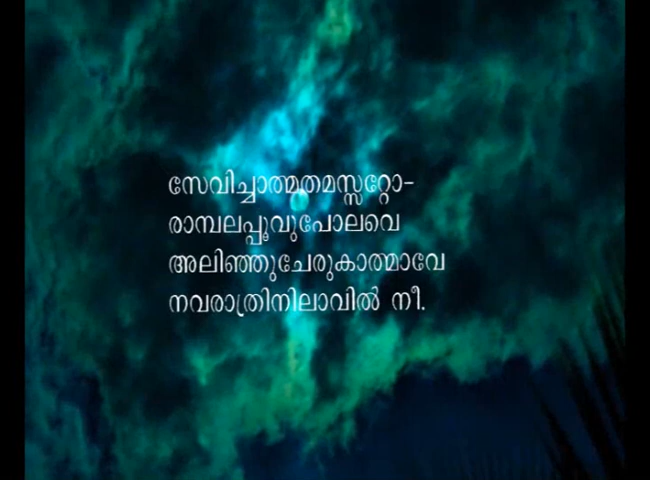 സേവിച്ചാത്മതമസ്സറ്റോ-
രാമ്പലപ്പൂവുപോലവെ
അലിഞ്ഞുചേരുകാത്മാവേ
നവരാത്രിനിലാവിൽ നീ.